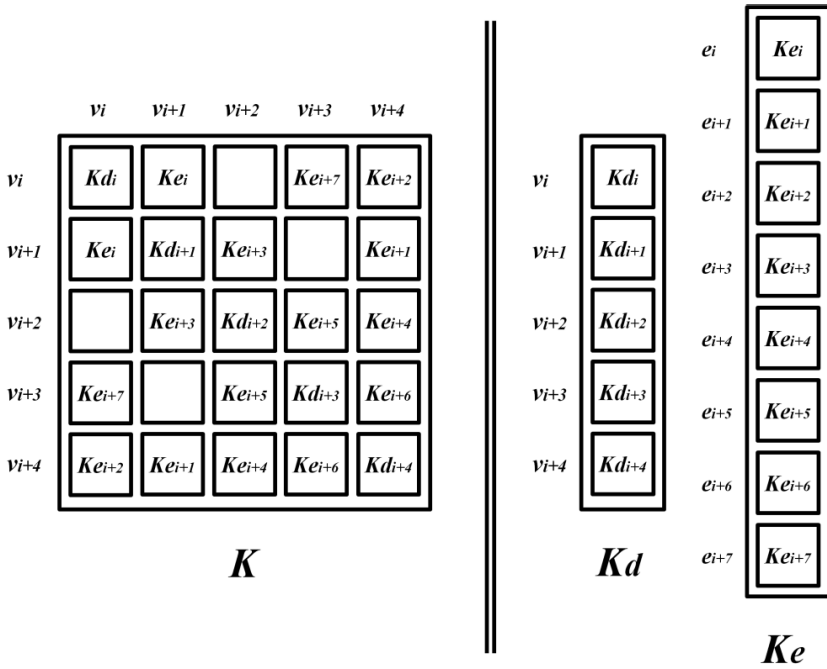 vi vi+1 vi+2 vi+3 vi+4
vi Kdi Kei Kei+7 Kei+2
vi+1 Kei Kdi+1 Kei+3 Kei+1
vi+2 Kei+3 Kdi+2 Kei+5 Kei+4
vi+3 Kei+7 Kei+5 Kdi+3 Kei+6
vi+4 Kei+2 Kei+1 Kei+4 Kei+6 Kdi+4
K
vi Kdi
vi+1 Kdi+1
vi+2 Kdi+2
vi+3 Kdi+3
vi+4 Kdi+4
Kd
ei Kei
ei+1 Kei+1
ei+2 Kei+2
ei+3 Kei+3
ei+4 Kei+4
ei+5 Kei+5
ei+6 Kei+6
ei+7 Kei+7
Ke